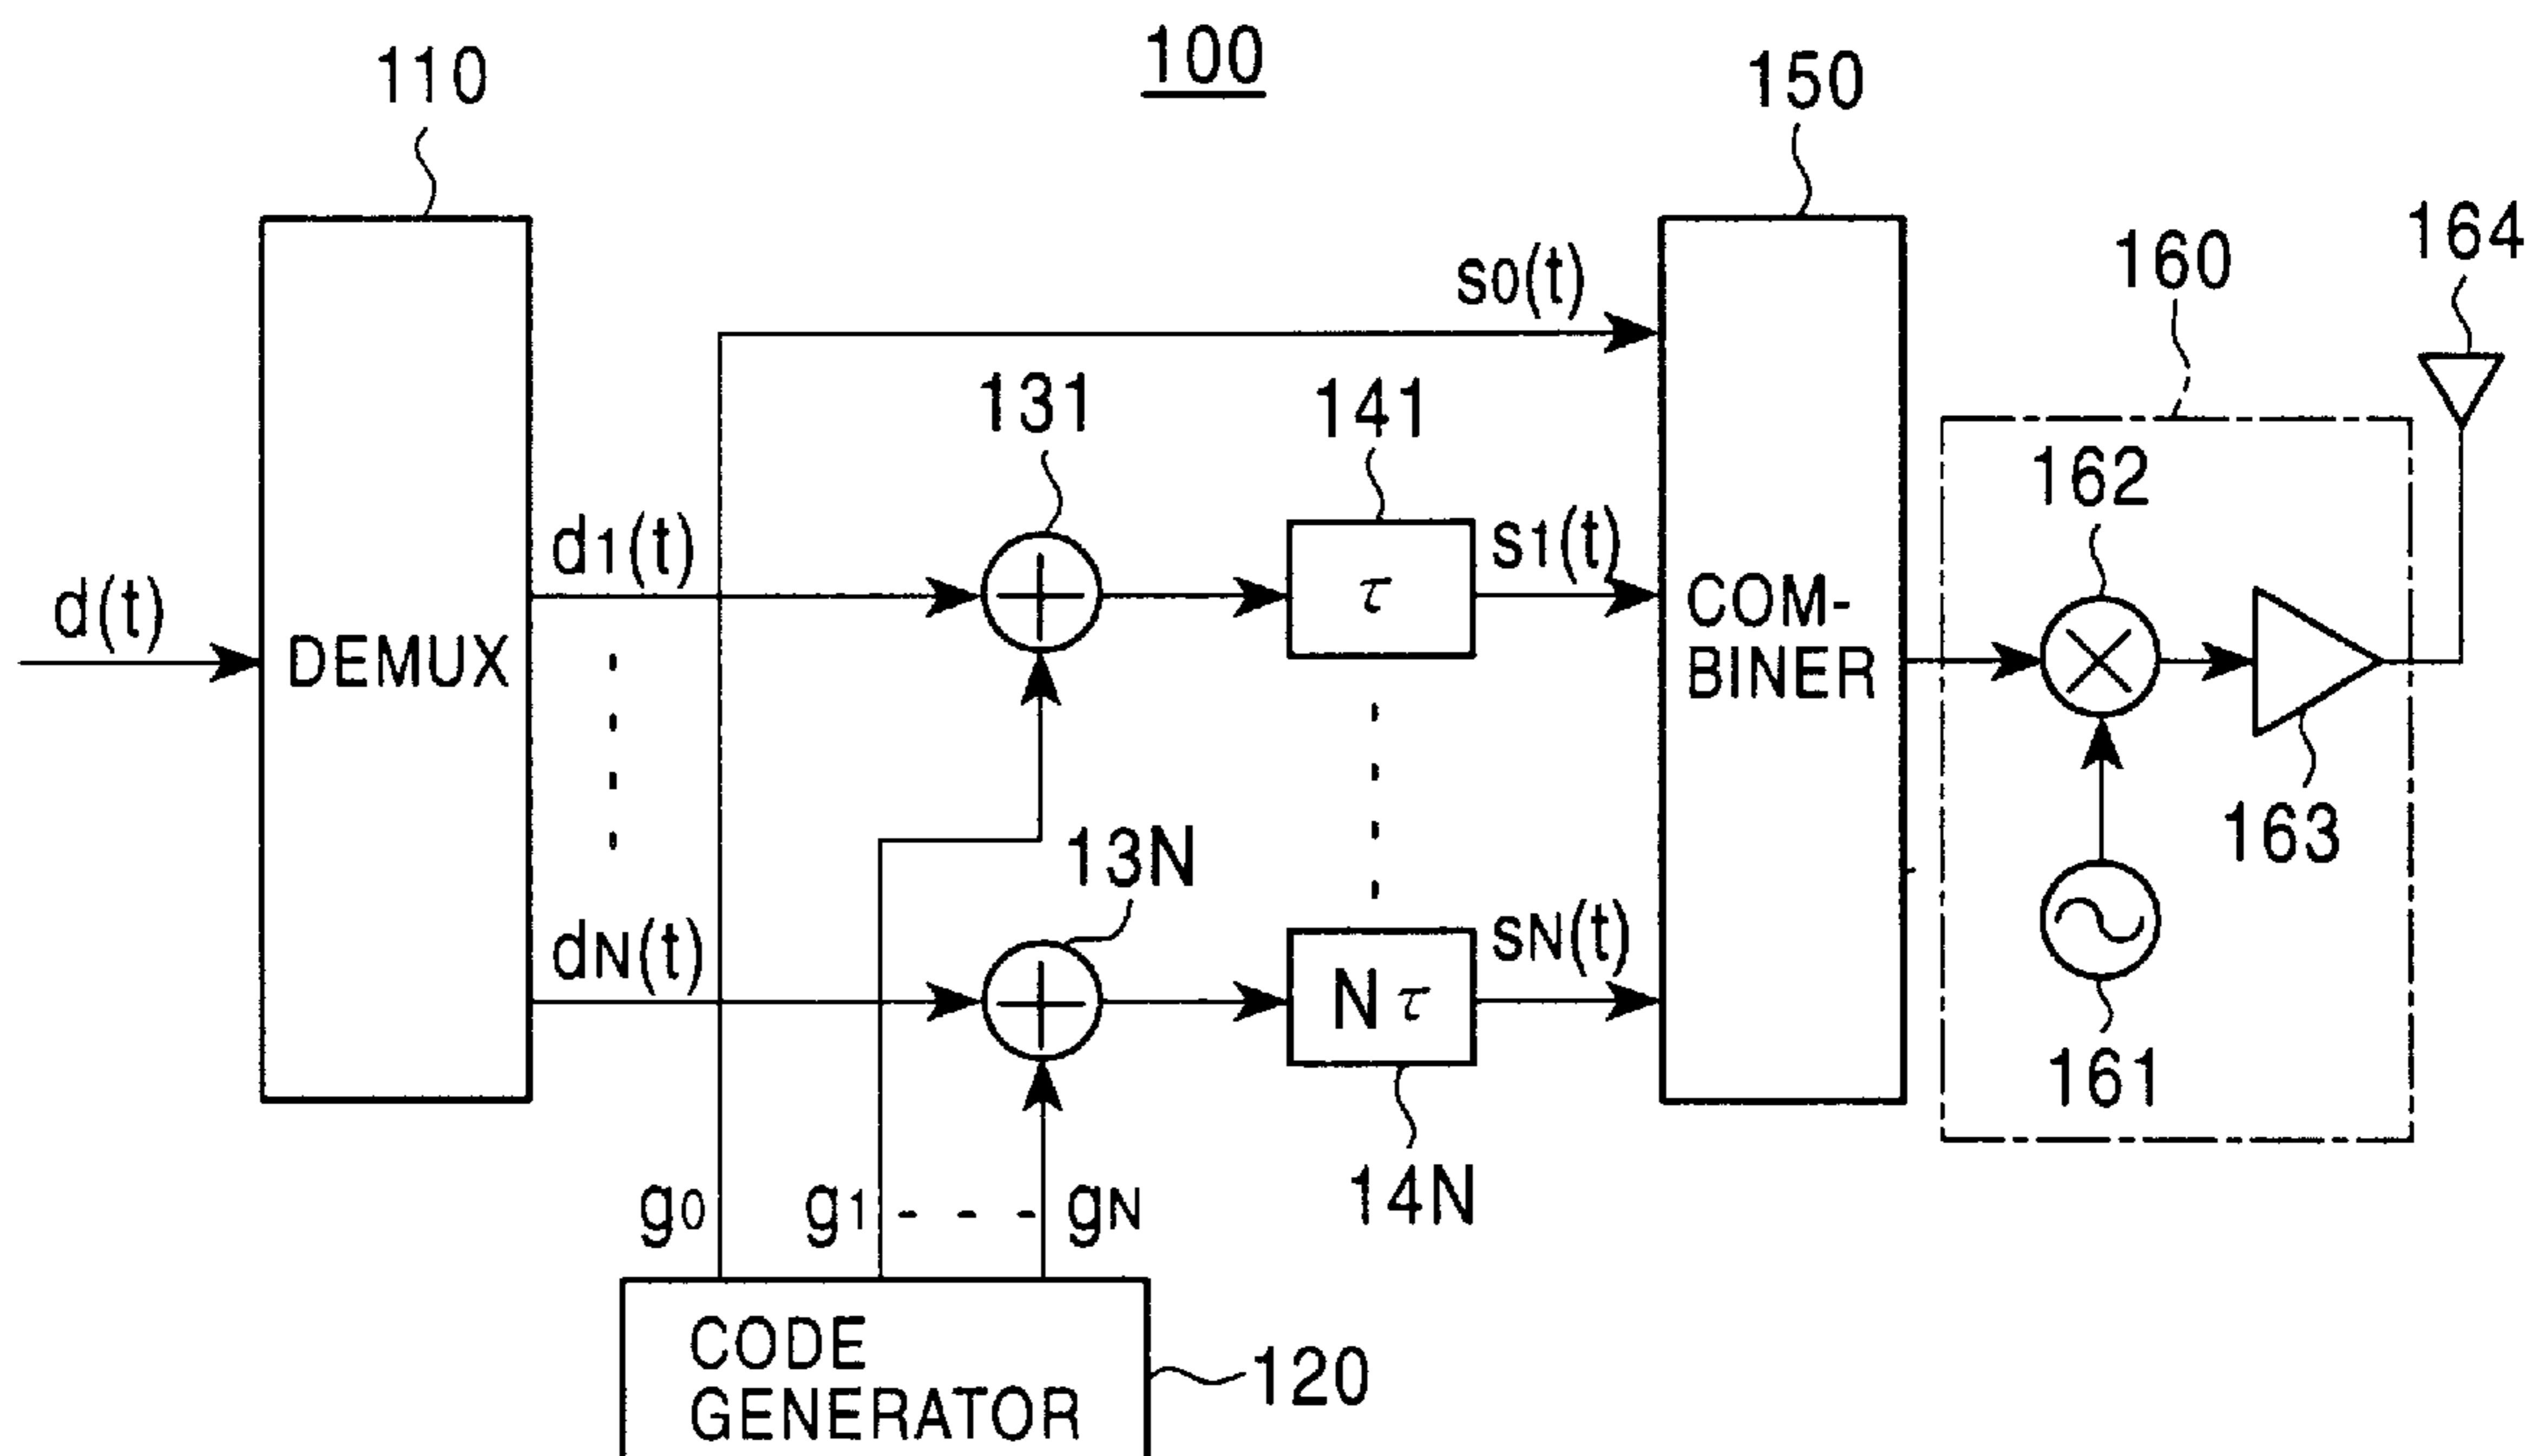 100
110
150
164
160
s0(t)
131
141
162
d1(t)
τ
s1(t)
d(t)
DEMUX
COM-
BINER
163
13N
dN(t)
N τ
sN(t)
161
14N
g0
g1
gN
CODE
GENERATOR
120